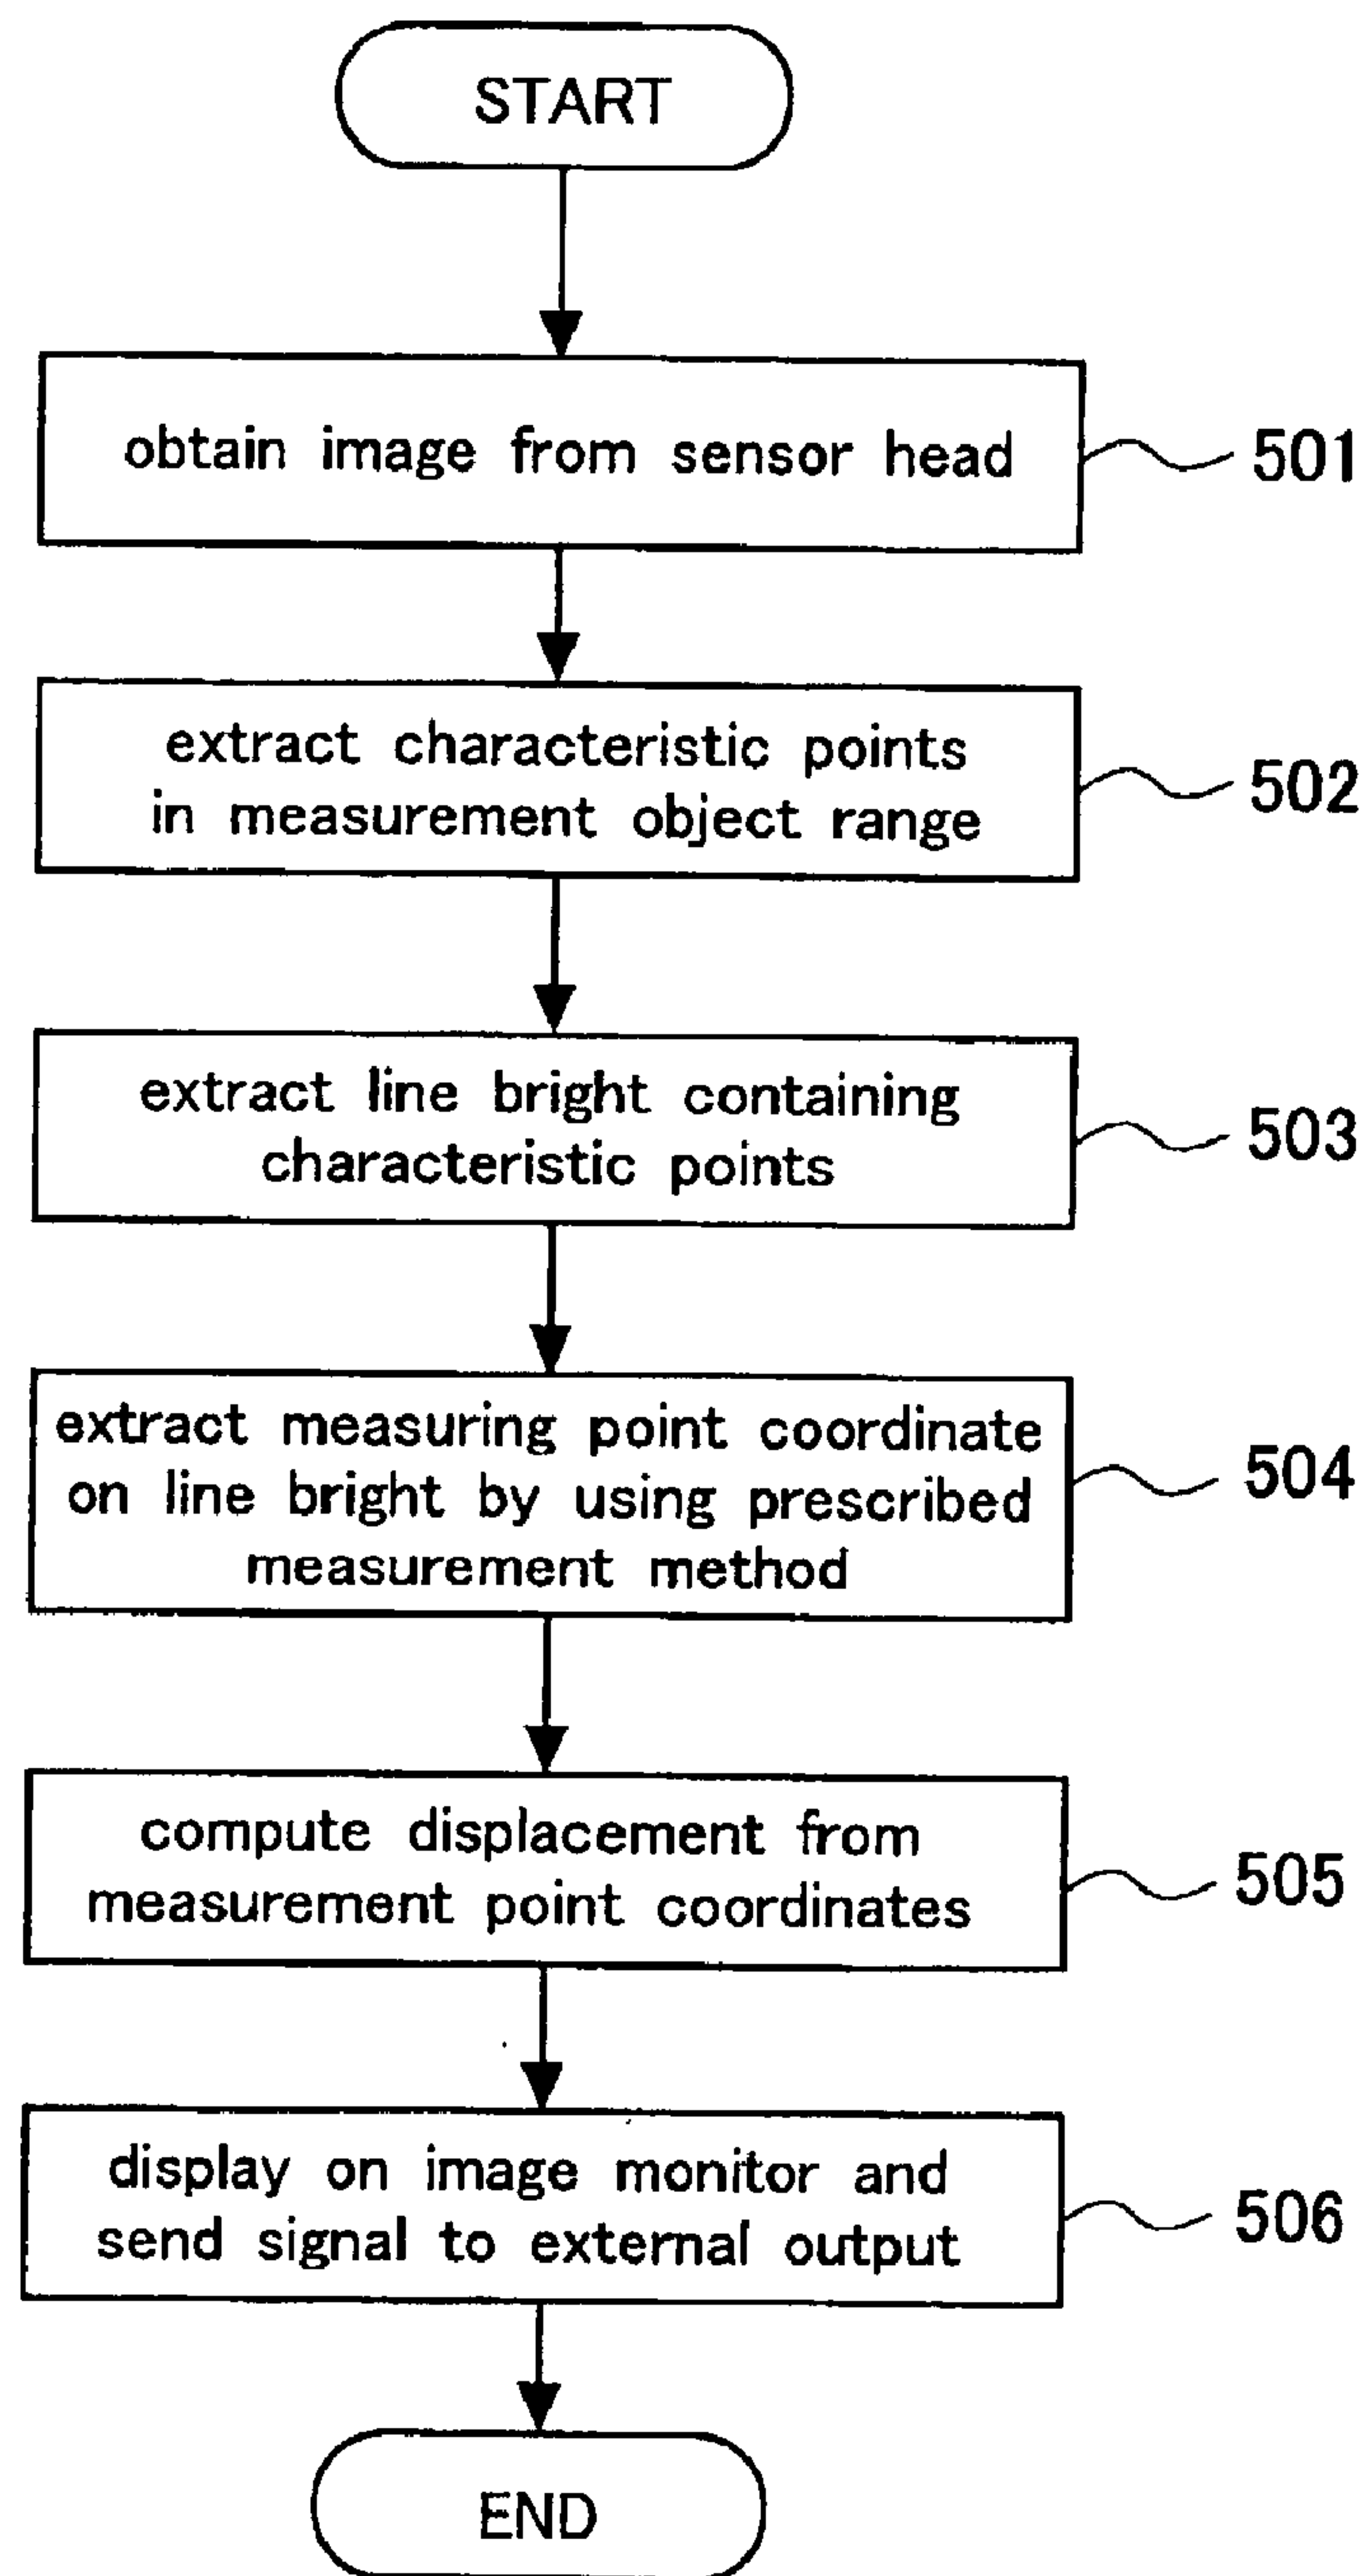 START
obtain image from sensor head
501
extract characteristic points
in measurement object range
502
extract line bright containing
characteristic points
503
extract measuring point coordinate
on line bright by using prescribed
measurement method
504
compute displacement from
measurement point coordinates
505
display on image monitor and
send signal to external output
506
END